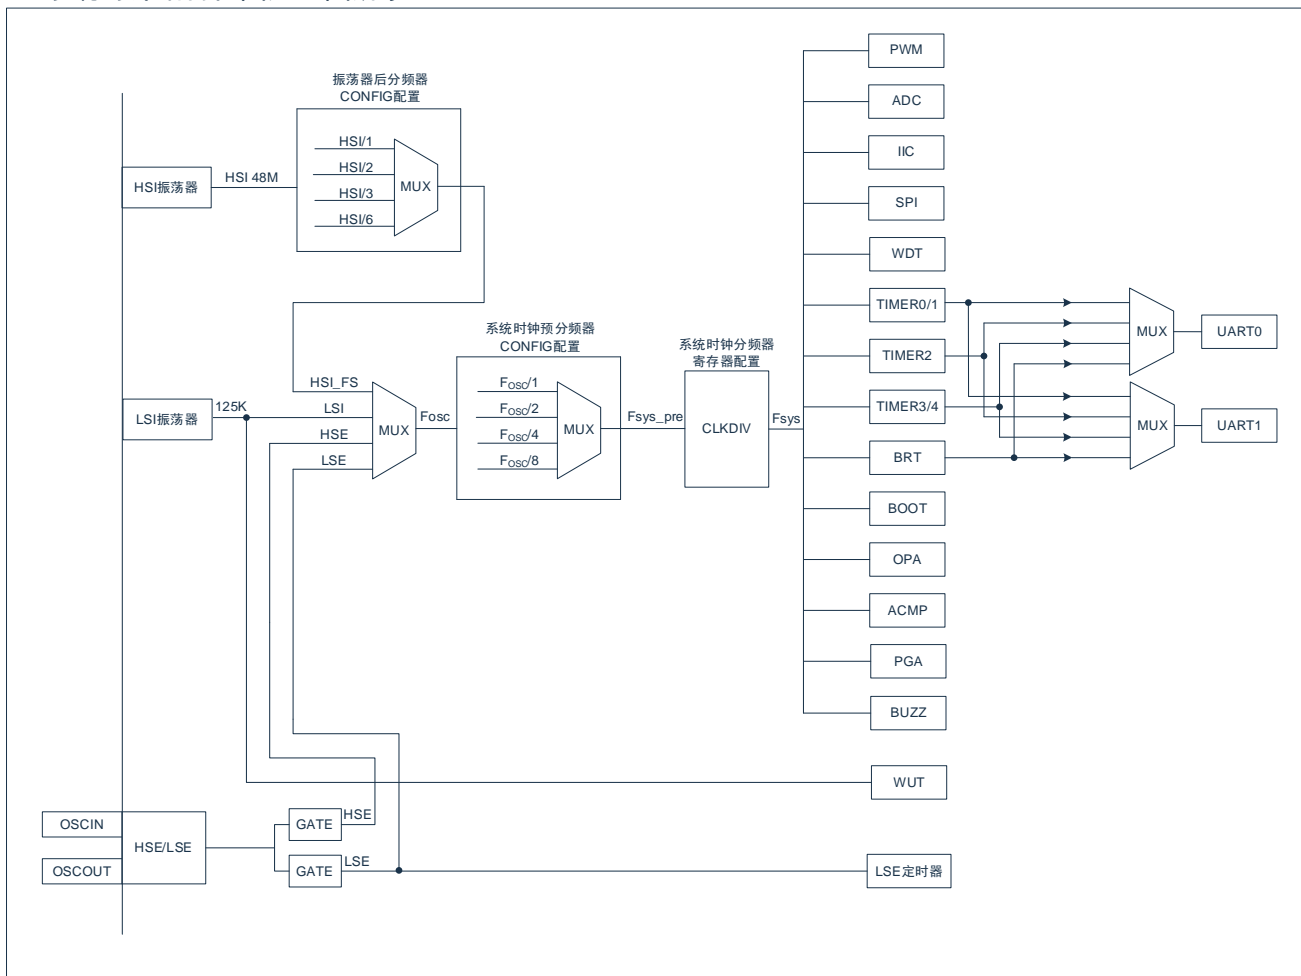 振荡器后分频器
CONFIG配置
HSI/1
HSI/2
HSI/3
HSI/6
MUX
HSI振荡器
HSI 48M
系统时钟预分频器
CONFIG配置
HSI_FS
LSI
HSE
LSE
MUX
Fosc
FOSC/1
FOSC/2
FOSC/4
FOSC/8
MUX
Fsys_pre
系统时钟分频器
寄存器配置
CLKDIV
Fsys
LSI振荡器
125K
PWM
ADC
IIC
SPI
WDT
TIMER0/1
TIMER2
TIMER3/4
BRT
BOOT
OPA
ACMP
PGA
BUZZ
WUT
LSE定时器
MUX
UART0
MUX
UART1
OSCIN
OSCOUT
HSE/LSE
GATE
HSE
GATE
LSE